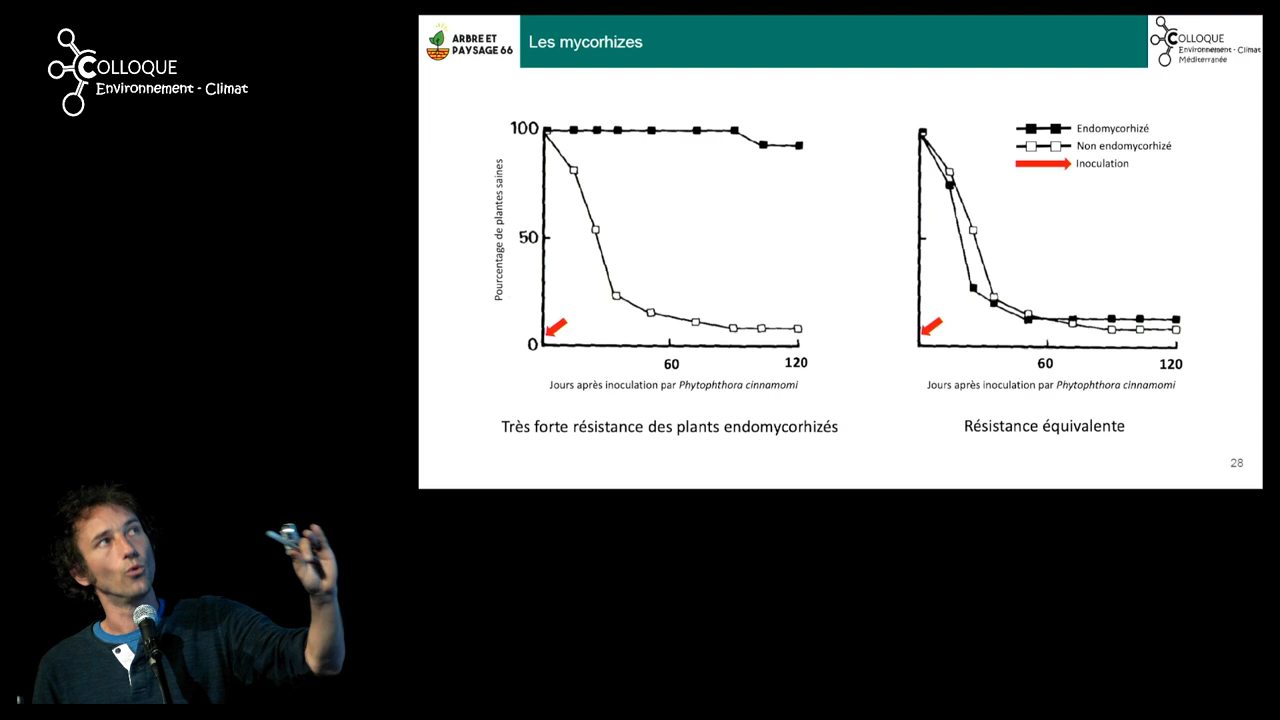 COLLOQUE
Environnement - Climat
ARBRE ET
PAYSAGE 66
Les mycorhizes
COLLOQUE
Environnement - Climat
Méditerranée
100
50
0
60
120
Pourcentage de plantes saines
Jours après inoculation par Phytophthora cinnamomi
Très forte résistance des plants endomycorhizés
Endomycorhizé
Non endomycorhizé
Inoculation
60
120
Jours après inoculation par Phytophthora cinnamomi
Résistance équivalente
28